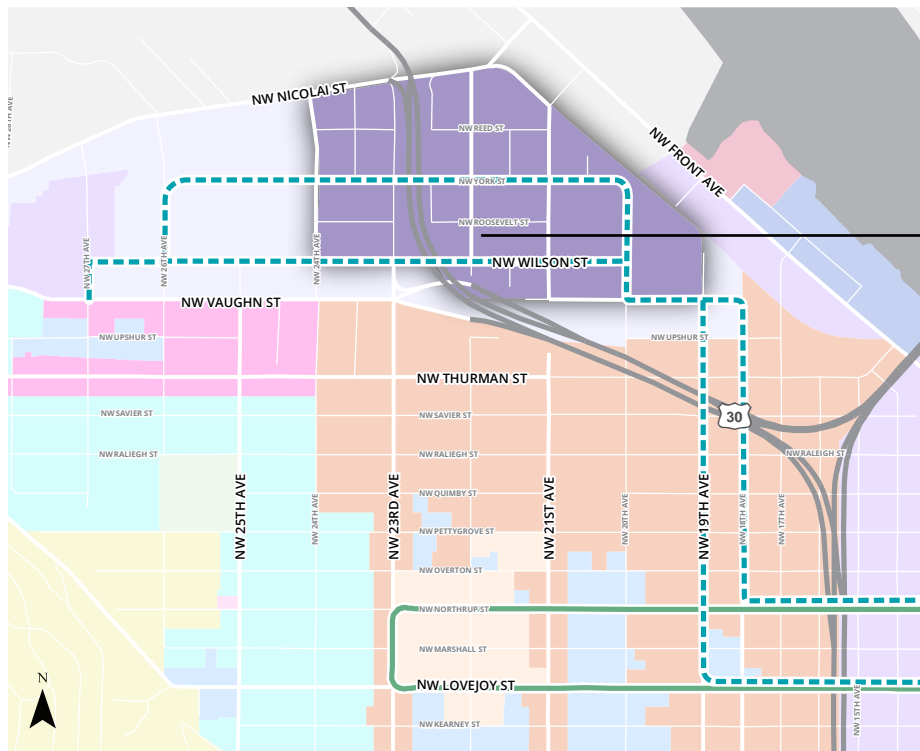 NW NICOLAI ST
NW 28TH AVE
NW REED ST
NW FRONT AVE
NW YORK ST
NW ROOSEVELT ST
NW 27TH AVE
NW 26TH AVE
NW 24TH AVE
NW WILSON ST
NW VAUGHN ST
NW UPSHUR ST
NW UPSHUR ST
NW THURMAN ST
NW SAVIER ST
NW SAVIER ST
30
NW RALIEGH ST
NW RALIEGH ST
NW RALEIGH ST
NW QUIMBY ST
NW 25TH AVE
NW 24TH AVE
NW 23RD AVE
NW 21ST AVE
NW 20TH AVE
NW 19TH AVE
NW 18TH AVE
NW 17TH AVE
NW PETTYGROVE ST
NW OVERTON ST
NW NORTHRUP ST
NW MARSHALL ST
N
NW LOVEJOY ST
NW 15TH AVE
NW KEARNEY ST